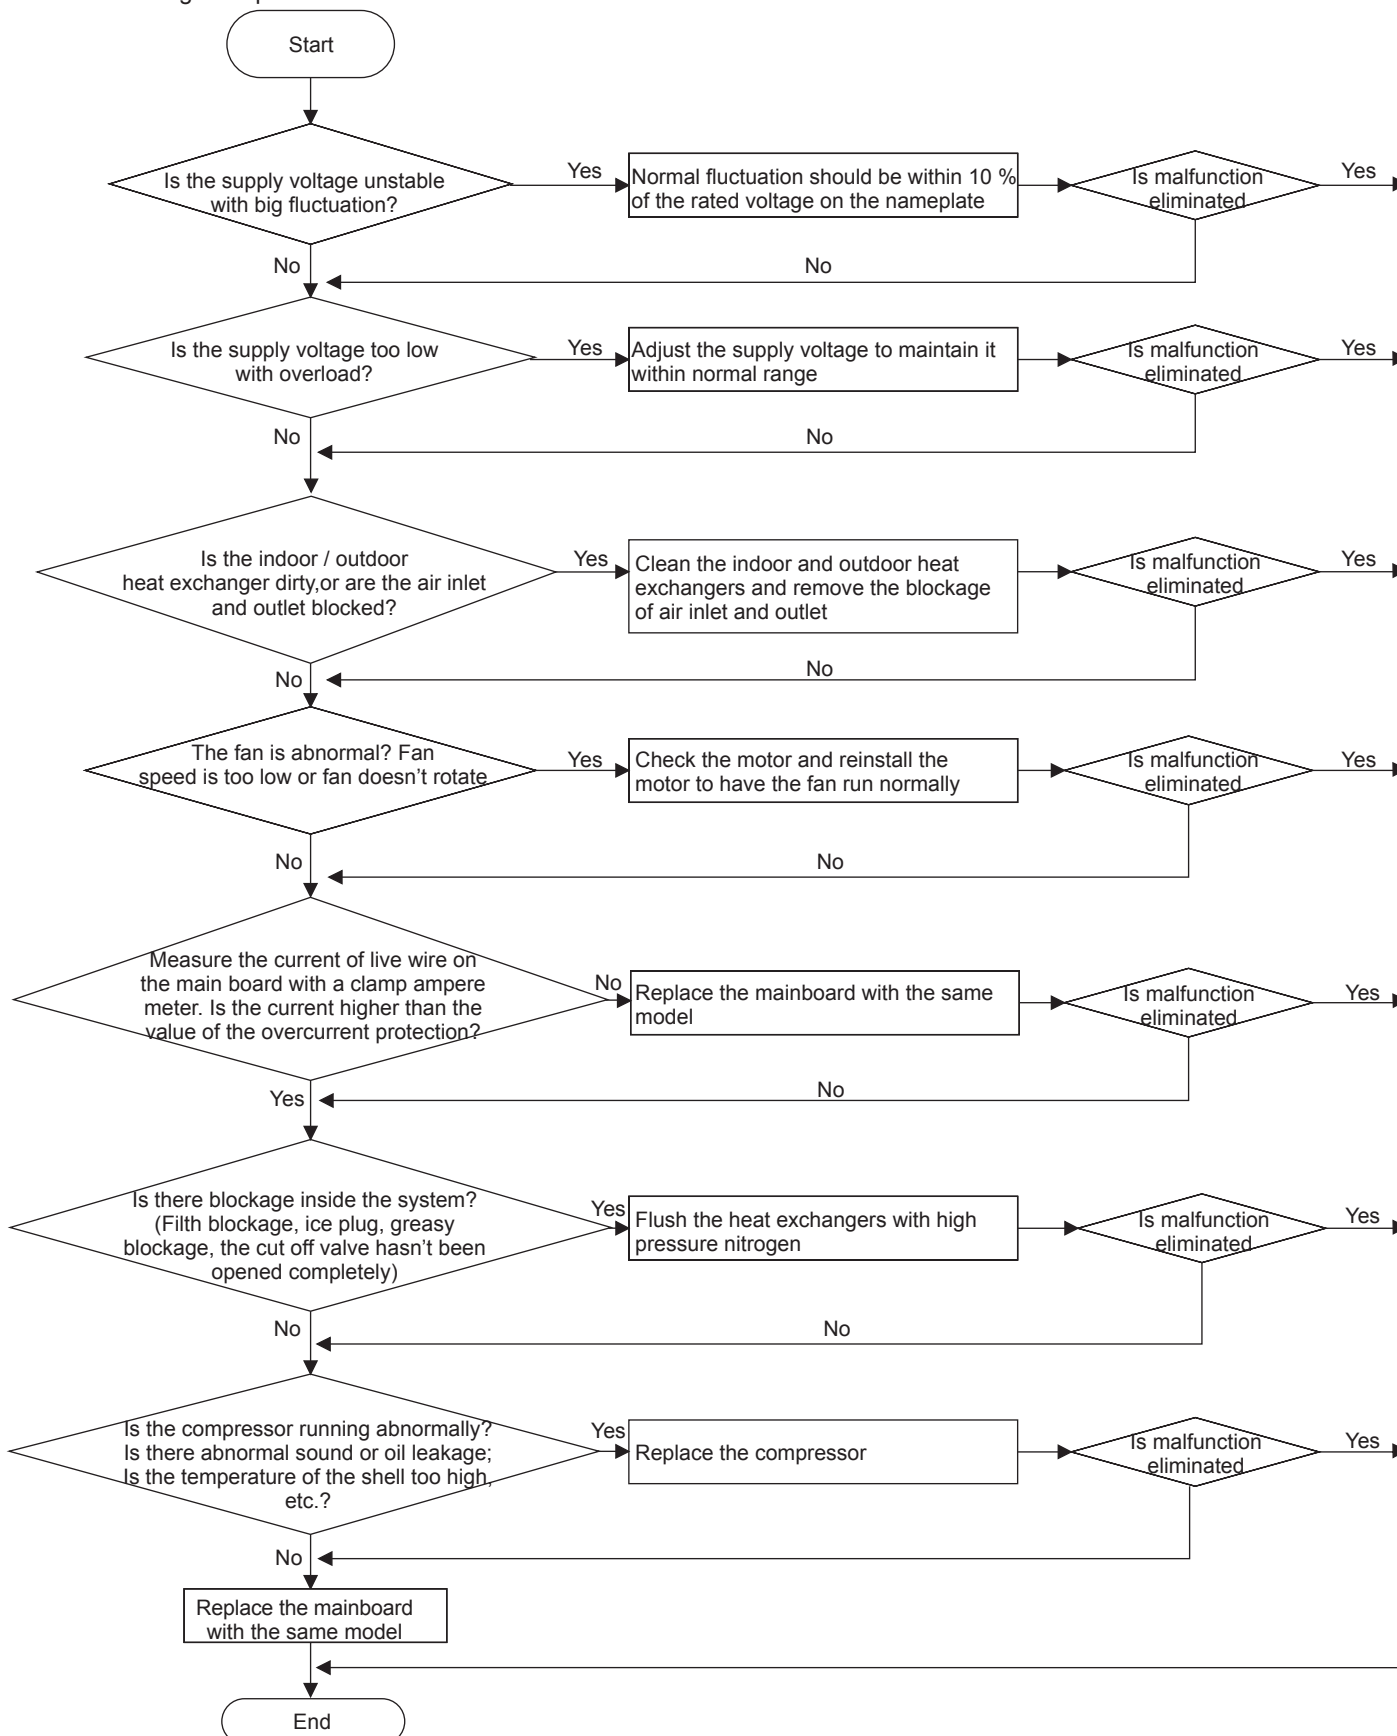 Start
Is the supply voltage unstable
with big fluctuation?
Yes
Normal fluctuation should be within 10 %
of the rated voltage on the nameplate
Is malfunction
eliminated
Yes
No
No
Is the supply voltage too low
with overload?
Yes
Adjust the supply voltage to maintain it
within normal range
Is malfunction
eliminated
Yes
No
No
Is the indoor / outdoor
heat exchanger dirty,or are the air inlet
and outlet blocked?
Yes
Clean the indoor and outdoor heat
exchangers and remove the blockage
of air inlet and outlet
Is malfunction
eliminated
Yes
No
No
The fan is abnormal? Fan
speed is too low or fan doesn't rotate
Yes
Check the motor and reinstall the
motor to have the fan run normally
Is malfunction
eliminated
Yes
No
No
Measure the current of live wire on
the main board with a clamp ampere
meter. Is the current higher than the
value of the overcurrent protection?
No
Replace the mainboard with the same
model
Is malfunction
eliminated
Yes
Yes
No
Is there blockage inside the system?
(Filth blockage, ice plug, greasy
blockage, the cut off valve hasn't been
opened completely)
Yes
Flush the heat exchangers with high
pressure nitrogen
Is malfunction
eliminated
Yes
No
No
Is the compressor running abnormally?
Is there abnormal sound or oil leakage;
Is the temperature of the shell too high,
etc.?
Yes
Replace the compressor
Is malfunction
eliminated
Yes
No
Replace the mainboard
with the same model
End